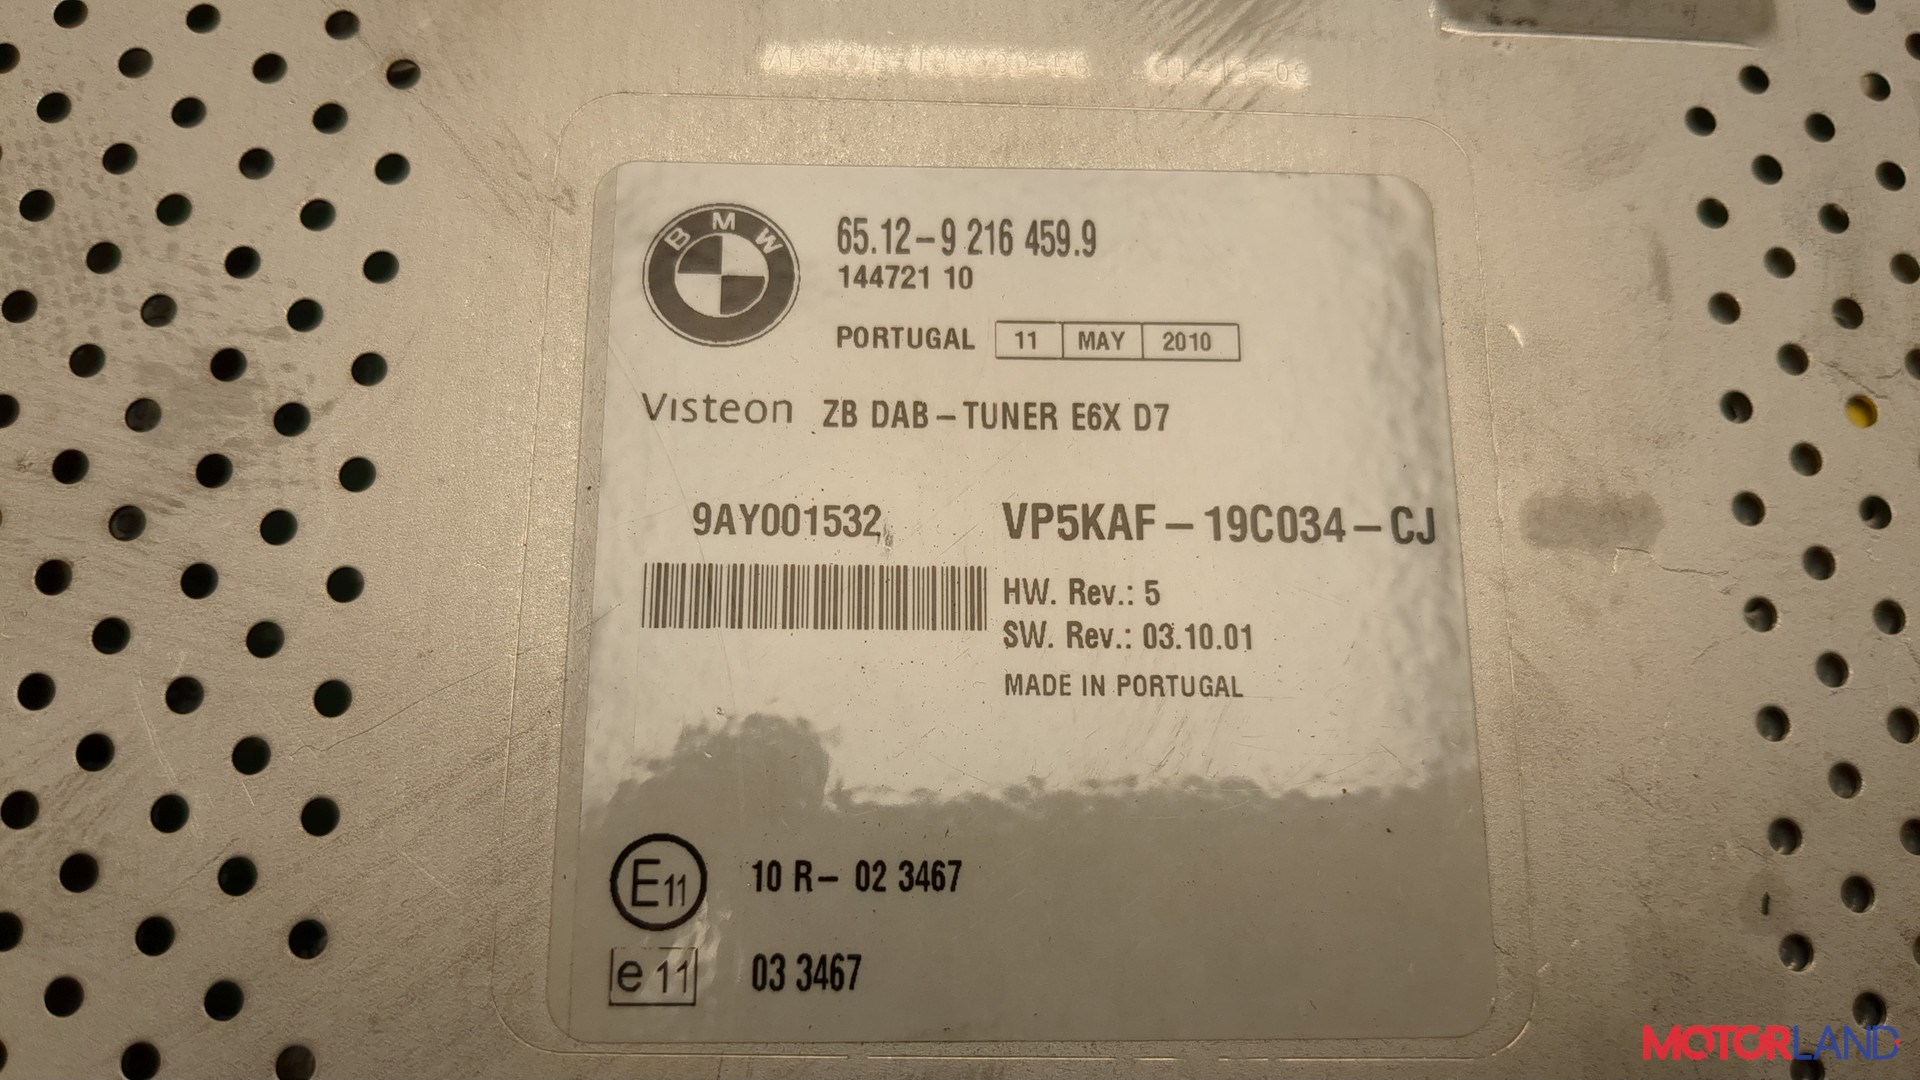 BMW
65.12-9 216 459.9
144721 10
PORTUGAL 11 MAY 2010
Visteon ZB DAB-TUNER E6X D7
9AY001532 VP5KAF-19C034-CJ
HW. Rev.: 5
SW. Rev.: 03.10.01
MADE IN PORTUGAL
E11 10 R- 02 3467
e 11 03 3467
MOTORLAND